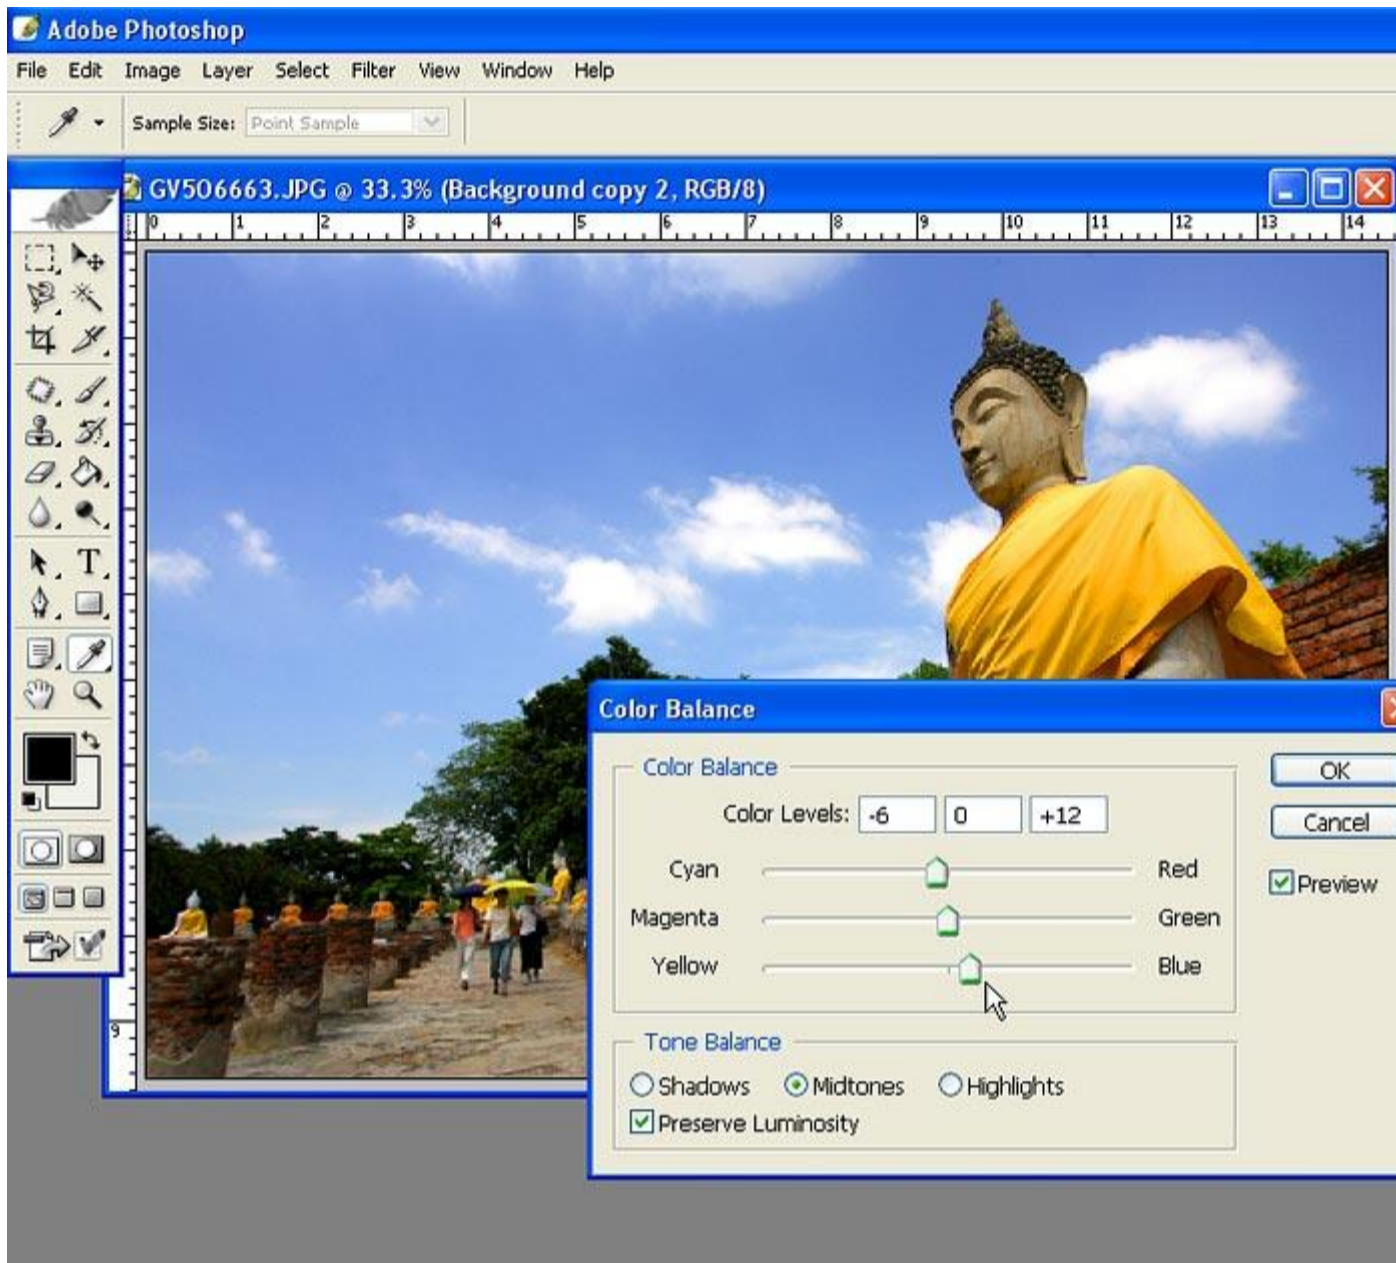 Adobe Photoshop
File Edit Image Layer Select Filter View Window Help
Sample Size: Point Sample
GV506663.JPG @ 33.3% (Background copy 2, RGB/8)
0 1 2 3 4 5 6 7 8 9 10 11 12 13 14
T
Color Balance
Color Balance
OK
Color Levels: -6 0 +12
Cancel
Cyan Red
Preview
Magenta Green
Yellow Blue
9
Tone Balance
Shadows Midtones Highlights
Preserve Luminosity